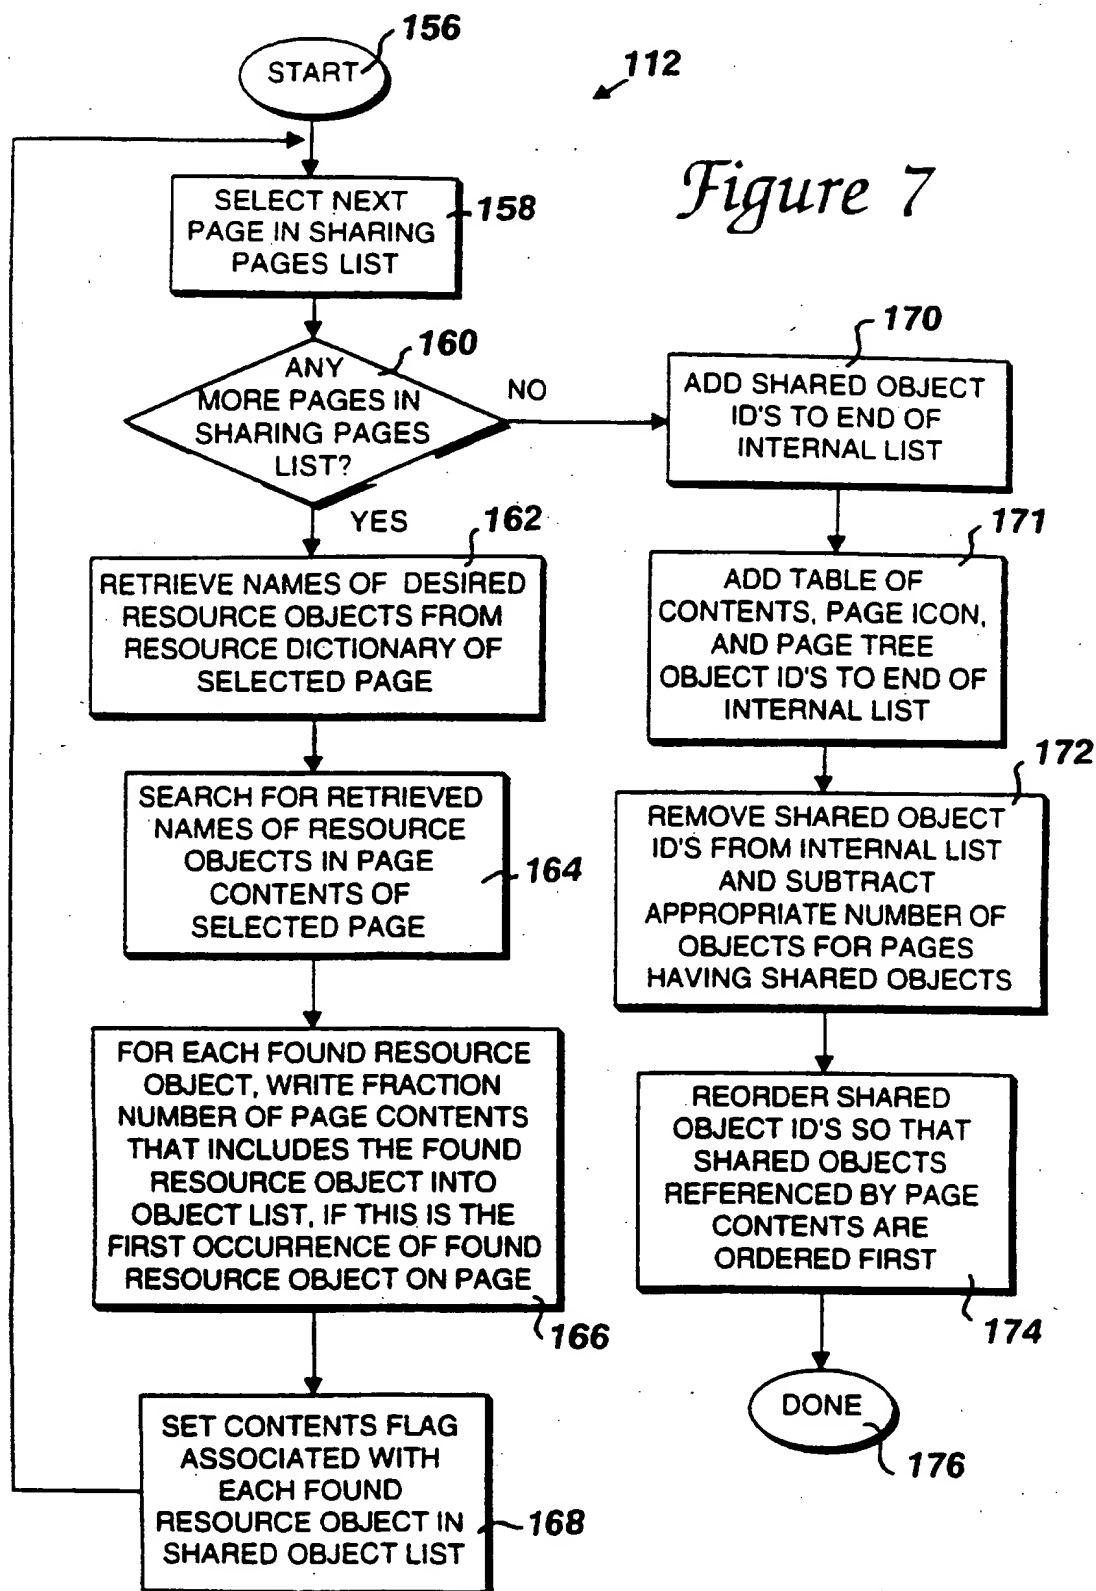 156
START
112
Figure 7
SELECT NEXT
PAGE IN SHARING
PAGES LIST
158
160
ANY
MORE PAGES IN
SHARING PAGES
LIST?
NO
YES
162
RETRIEVE NAMES OF DESIRED
RESOURCE OBJECTS FROM
RESOURCE DICTIONARY OF
SELECTED PAGE
SEARCH FOR RETRIEVED
NAMES OF RESOURCE
OBJECTS IN PAGE
CONTENTS OF
SELECTED PAGE
164
FOR EACH FOUND RESOURCE
OBJECT, WRITE FRACTION
NUMBER OF PAGE CONTENTS
THAT INCLUDES THE FOUND
RESOURCE OBJECT INTO
OBJECT LIST, IF THIS IS THE
FIRST OCCURRENCE OF FOUND
RESOURCE OBJECT ON PAGE
166
SET CONTENTS FLAG
ASSOCIATED WITH
EACH FOUND
RESOURCE OBJECT IN
SHARED OBJECT LIST
168
170
ADD SHARED OBJECT
ID'S TO END OF
INTERNAL LIST
171
ADD TABLE OF
CONTENTS, PAGE ICON,
AND PAGE TREE
OBJECT ID'S TO END OF
INTERNAL LIST
172
REMOVE SHARED OBJECT
ID'S FROM INTERNAL LIST
AND SUBTRACT
APPROPRIATE NUMBER OF
OBJECTS FOR PAGES
HAVING SHARED OBJECTS
REORDER SHARED
OBJECT ID'S SO THAT
SHARED OBJECTS
REFERENCED BY PAGE
CONTENTS ARE
ORDERED FIRST
174
DONE
176